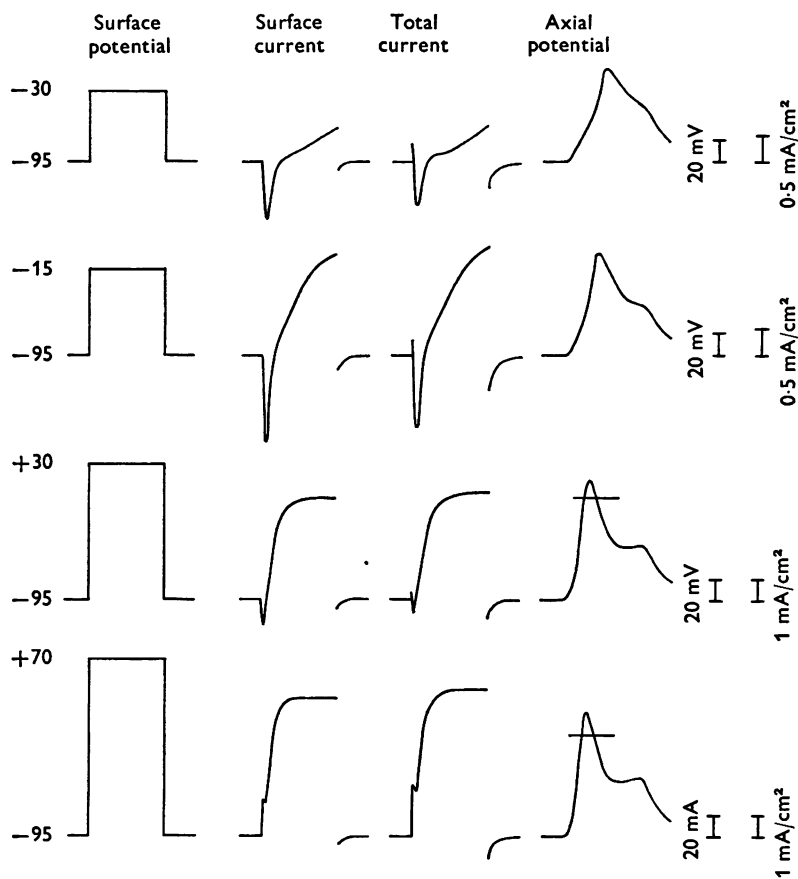 Surface potential
Surface current
Total current
Axial potential
—30
—95
20 mV
0·5 mA/cm²
—15
—95
20 mV
0·5 mA/cm²
+30
—95
20 mV
1 mA/cm²
+70
—95
20 mA
1 mA/cm²